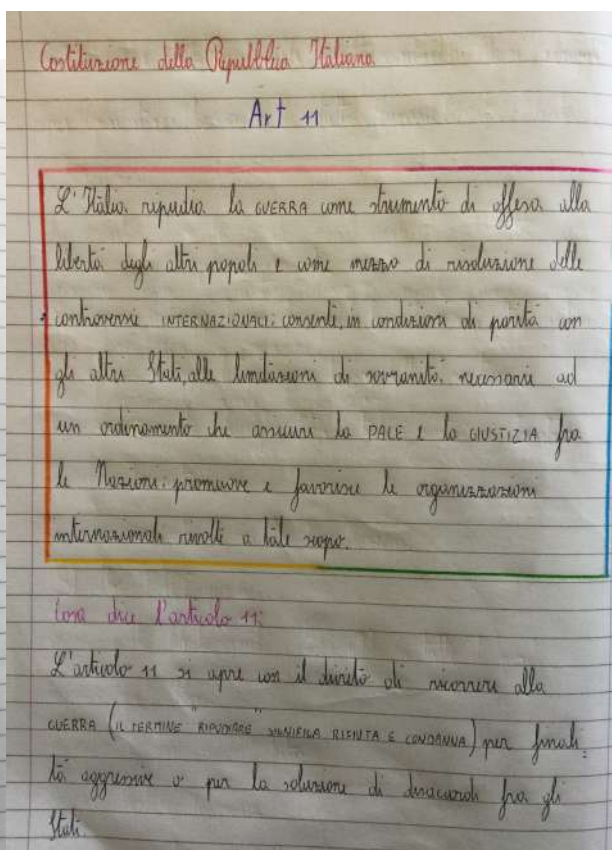 Costituzione della Repubblica Italiana
Art 11
L'Italia ripudia la GUERRA come strumento di offesa alla
libertà degli altri popoli e come mezzo di risoluzione delle
controversie INTERNAZIONALI; consente, in condizioni di parità con
gli altri Stati, alle limitazioni di sovranità necessarie ad
un ordinamento che assicuri la PACE e la GIUSTIZIA fra
le Nazioni; promuove e favorisce le organizzazioni
internazionali rivolte a tale scopo.
Cosa dice l'articolo 11:
L'articolo 11 si apre con il divieto di ricorrere alla
GUERRA (IL TERMINE "RIPUDIARE" SIGNIFICA RIFIUTA E CONDANNA) per finali=
tà aggressive o per la soluzione di disaccordi fra gli
Stati.